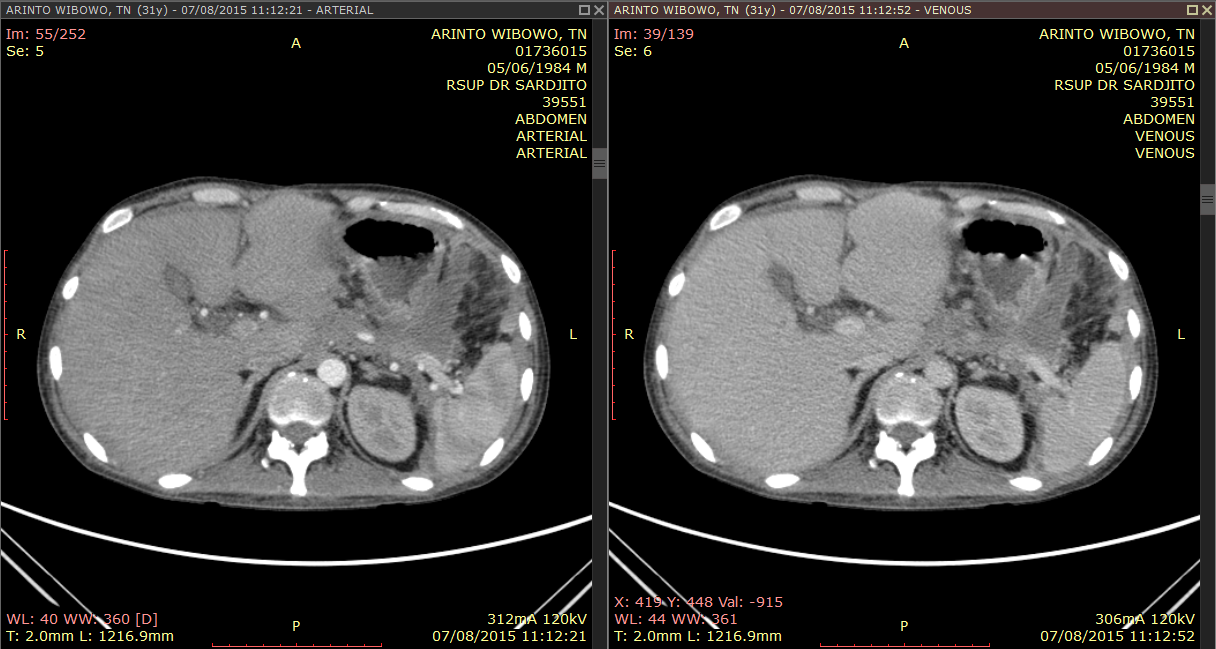 ARINTO WIBOWO, TN (31y) - 07/08/2015 11:12:21 - ARTERIAL
Im: 55/252
Se: 5
A
ARINTO WIBOWO, TN
01736015
05/06/1984 M
RSUP DR SARDJITO
39551
ABDOMEN
ARTERIAL
ARTERIAL
R
L
WL: 40 WW: 360 [D]
T: 2.0mm L: 1216.9mm
P
312mA 120kV
07/08/2015 11:12:21
ARINTO WIBOWO, TN (31y) - 07/08/2015 11:12:52 - VENOUS
Im: 39/139
Se: 6
A
ARINTO WIBOWO, TN
01736015
05/06/1984 M
RSUP DR SARDJITO
39551
ABDOMEN
VENOUS
VENOUS
R
L
X: 419 Y: 448 Val: -915
WL: 44 WW: 361
T: 2.0mm L: 1216.9mm
P
306mA 120kV
07/08/2015 11:12:52